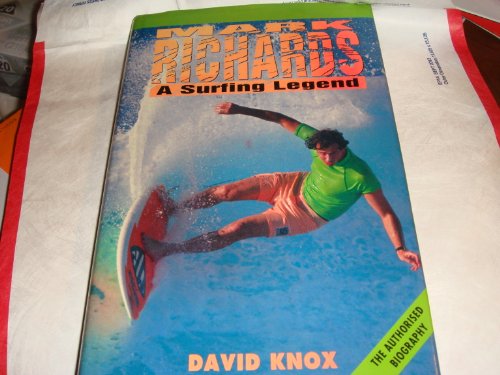 MARK
RICHARDS
A Surfing Legend
DAVID KNOX
THE AUTHORISED
BIOGRAPHY